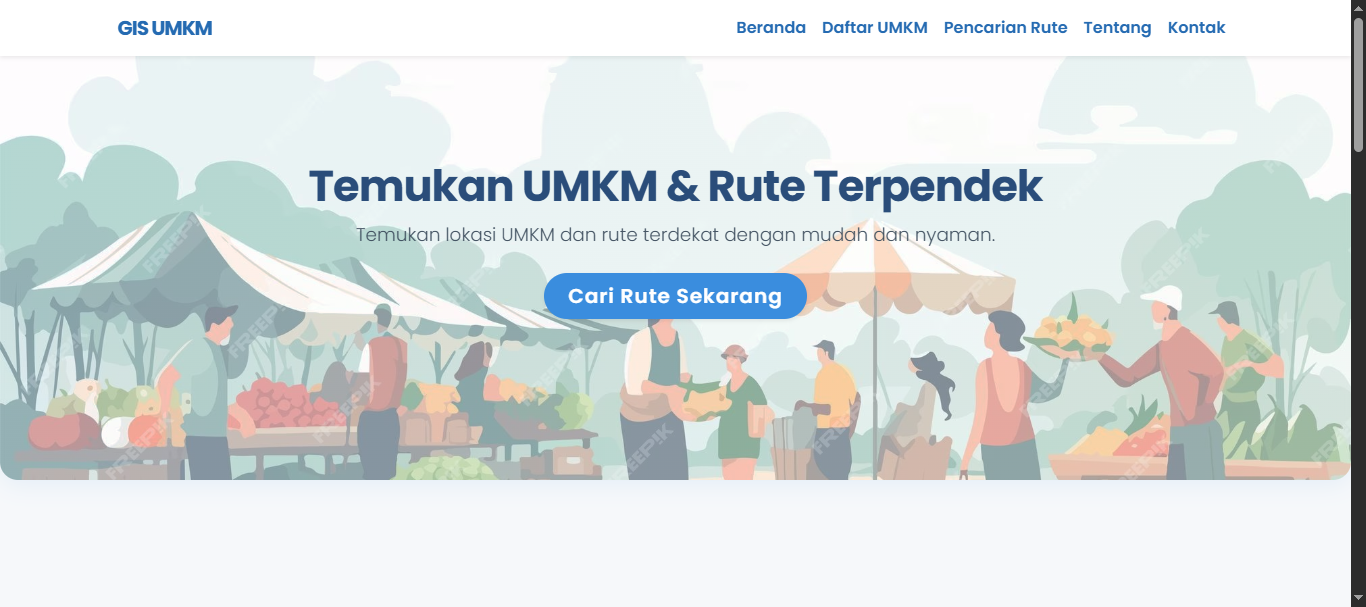 GIS UMKM
Beranda Daftar UMKM Pencarian Rute Tentang Kontak
Temukan UMKM & Rute Terpendek
Temukan lokasi UMKM dan rute terdekat dengan mudah dan nyaman.
Cari Rute Sekarang
FREEPIK